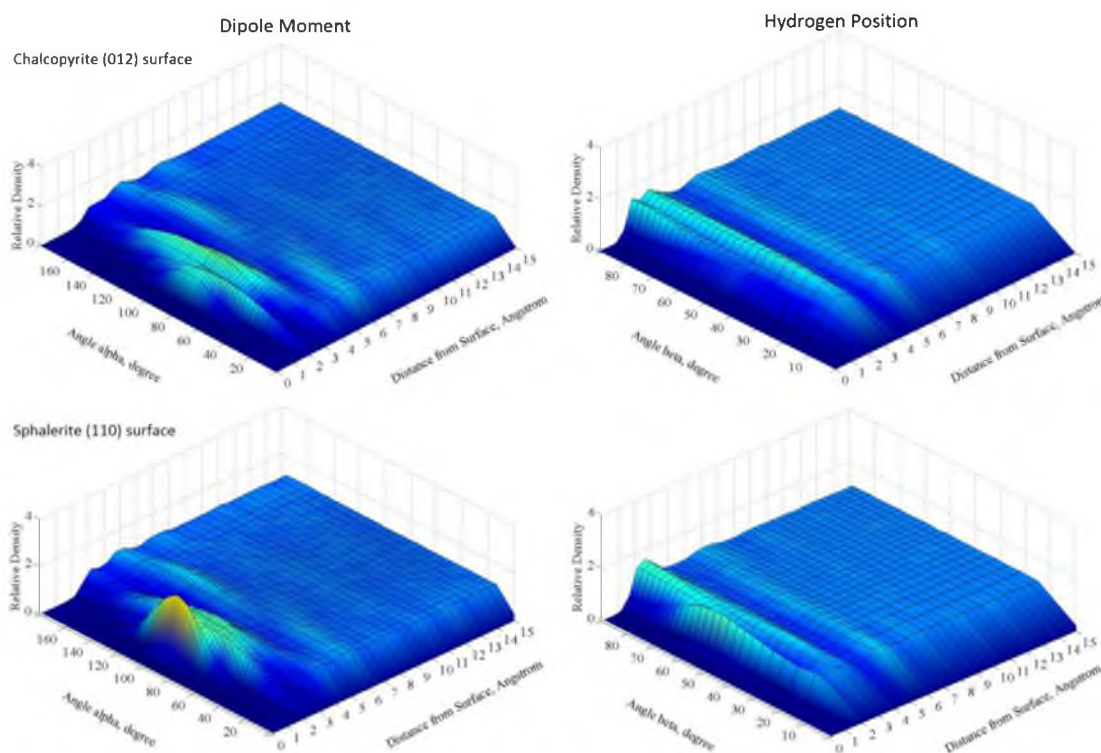 Dipole Moment
Hydrogen Position
Chalcopyrite (012) surface
Relative Density
4
2
0
160 140 120 100 80 60 40 20
Angle alpha, degree
0 1 2 3 4 5 6 7 8 9 10 11 12 13 14 15
Distance from Surface, Angstrom
Relative Density
4
2
0
80 70 60 50 40 30 20 10
Angle beta, degree
0 1 2 3 4 5 6 7 8 9 10 11 12 13 14 15
Distance from Surface, Angstrom
Sphalerite (110) surface
Relative Density
4
2
0
160 140 120 100 80 60 40 20
Angle alpha, degree
0 1 2 3 4 5 6 7 8 9 10 11 12 13 14 15
Distance from Surface, Angstrom
Relative Density
2
0
80 70 60 50 40 30 20 10
Angle beta, degree
0 1 2 3 4 5 6 7 8 9 10 11 12 13 14 15
Distance from Surface, Angstrom